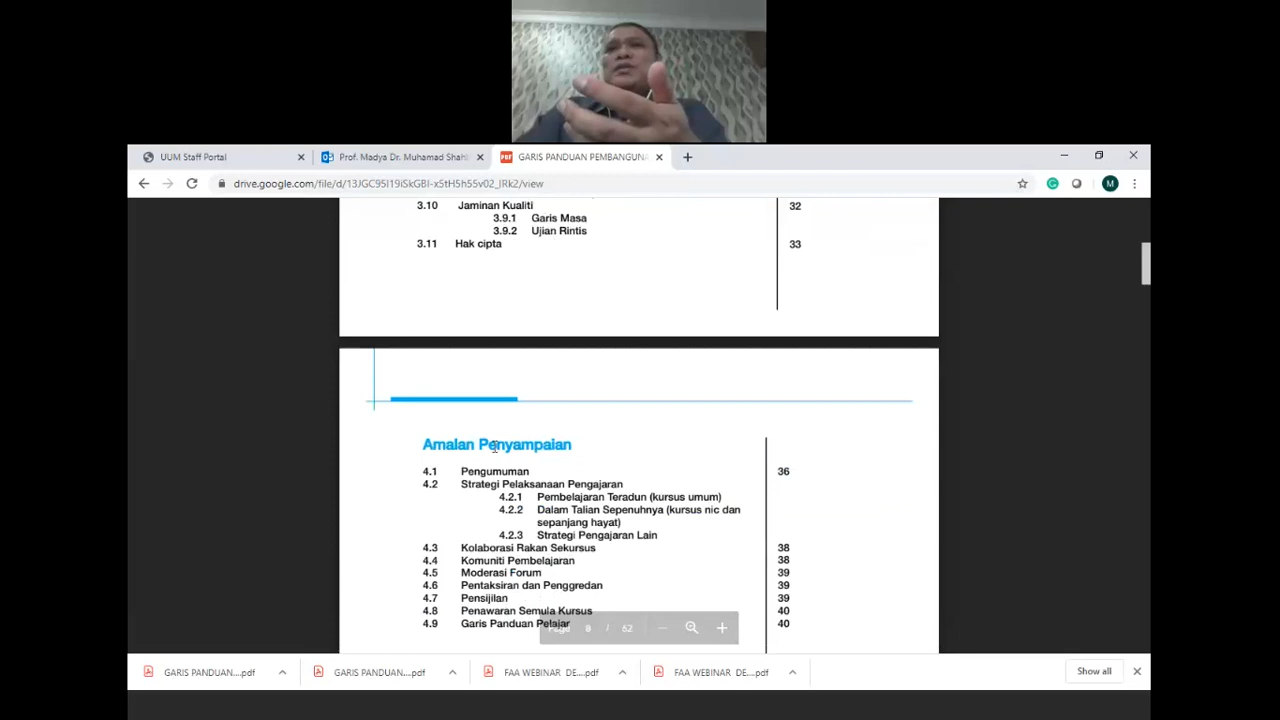 UUM Staff Portal
Prof. Madya Dr. Muhamad Shahb
GARIS PANDUAN PEMBANGUNA
drive.google.com/file/d/13JGC95l19iSkGBI-x5tH5h55v02_lRk2/view
M
3.10 Jaminan Kualiti 32
3.9.1 Garis Masa
3.9.2 Ujian Rintis
3.11 Hak cipta 33
Amalan Penyampaian
4.1 Pengumuman 36
4.2 Strategi Pelaksanaan Pengajaran
4.2.1 Pembelajaran Teradun (kursus umum)
4.2.2 Dalam Talian Sepenuhnya (kursus nic dan
sepanjang hayat)
4.2.3 Strategi Pengajaran Lain
4.3 Kolaborasi Rakan Sekursus 38
4.4 Komuniti Pembelajaran 38
4.5 Moderasi Forum 39
4.6 Pentaksiran dan Penggredan 39
4.7 Pensijilan 39
4.8 Penawaran Semula Kursus 40
4.9 Garis Panduan Pelajar 40
Page 8 / 62
GARIS PANDUAN....pdf
GARIS PANDUAN....pdf
FAA WEBINAR DE....pdf
FAA WEBINAR DE....pdf
Show all